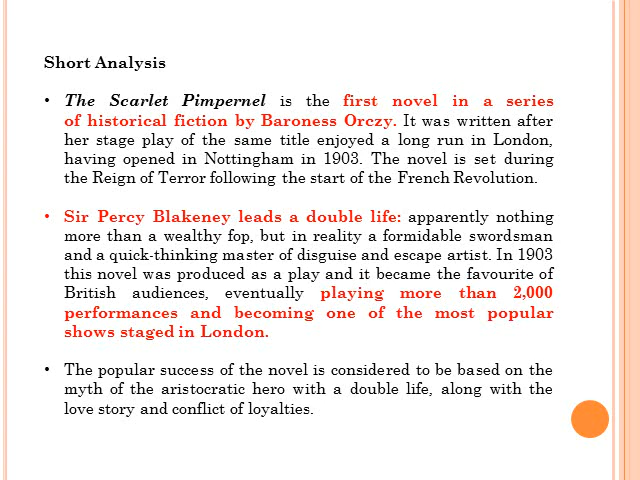 Short Analysis
• The Scarlet Pimpernel is the first novel in a series
of historical fiction by Baroness Orczy. It was written after
her stage play of the same title enjoyed a long run in London,
having opened in Nottingham in 1903. The novel is set during
the Reign of Terror following the start of the French Revolution.
• Sir Percy Blakeney leads a double life: apparently nothing
more than a wealthy fop, but in reality a formidable swordsman
and a quick-thinking master of disguise and escape artist. In 1903
this novel was produced as a play and it became the favourite of
British audiences, eventually playing more than 2,000
performances and becoming one of the most popular
shows staged in London.
• The popular success of the novel is considered to be based on the
myth of the aristocratic hero with a double life, along with the
love story and conflict of loyalties.